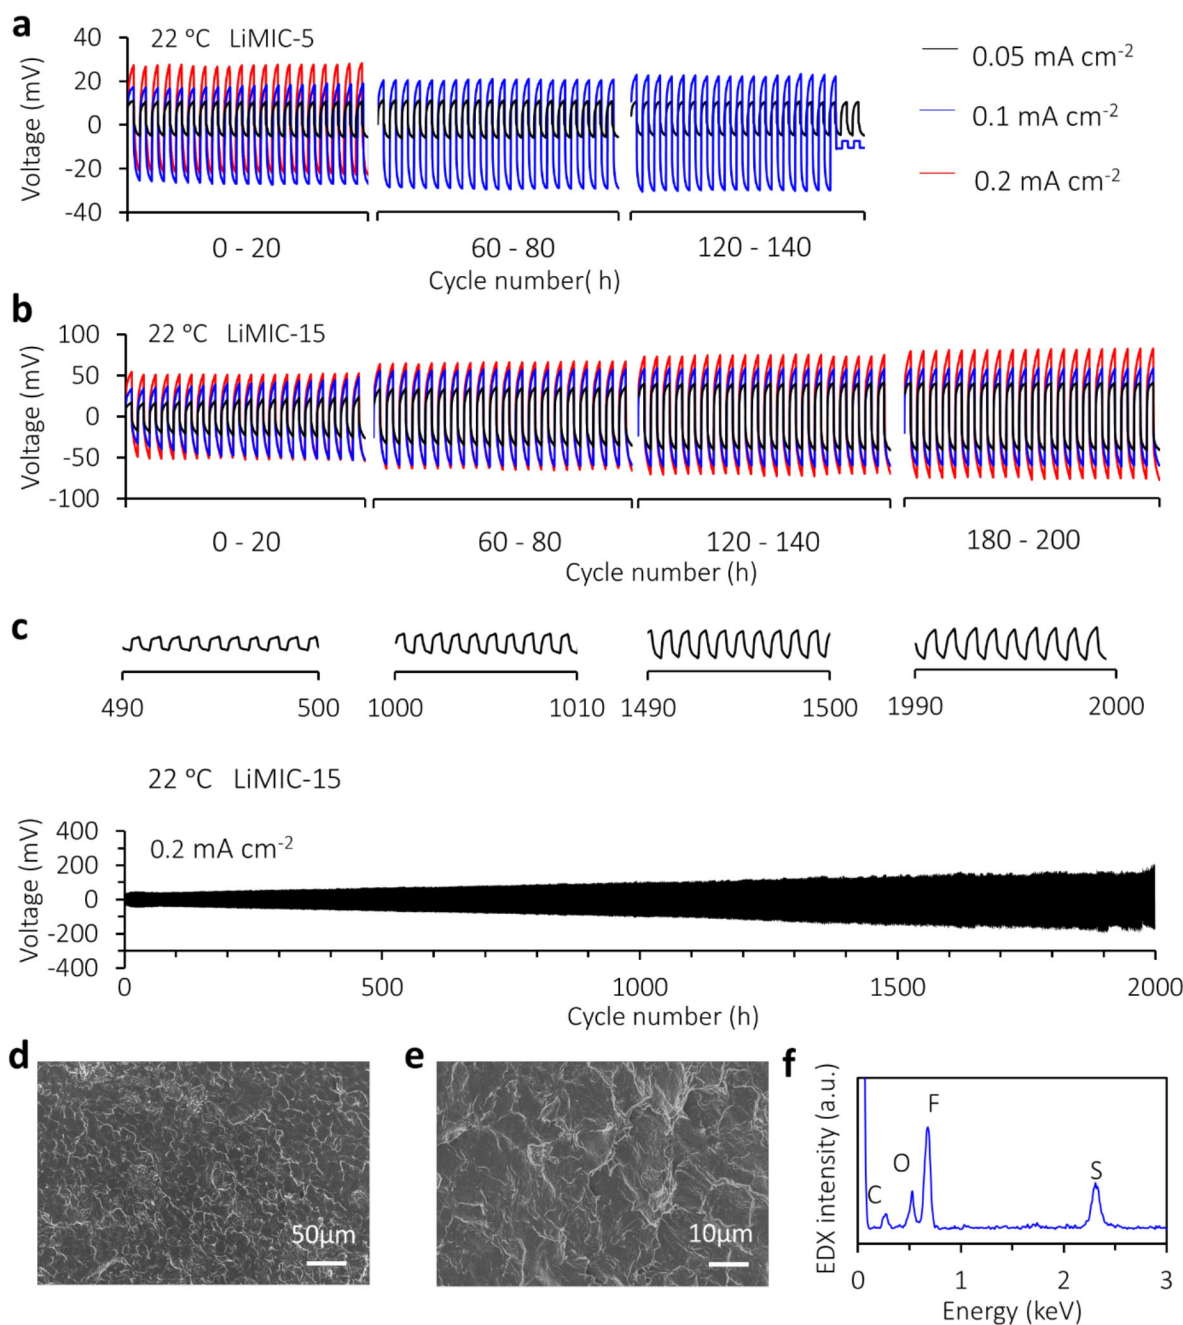 a
22 °C LiMIC-5
40
20
0
-20
-40
Voltage (mV)
0 - 20
60 - 80
120 - 140
Cycle number( h)
0.05 mA cm-2
0.1 mA cm-2
0.2 mA cm-2
b
22 °C LiMIC-15
100
50
0
-50
-100
Voltage (mV)
0 - 20
60 - 80
120 - 140
180 - 200
Cycle number (h)
c
490 500
1000 1010
1490 1500
1990 2000
22 °C LiMIC-15
0.2 mA cm-2
400
200
0
-200
-400
Voltage (mV)
0 500 1000 1500 2000
Cycle number (h)
d
50μm
e
10μm
f
EDX intensity (a.u.)
C
O
F
S
0 1 2 3
Energy (keV)